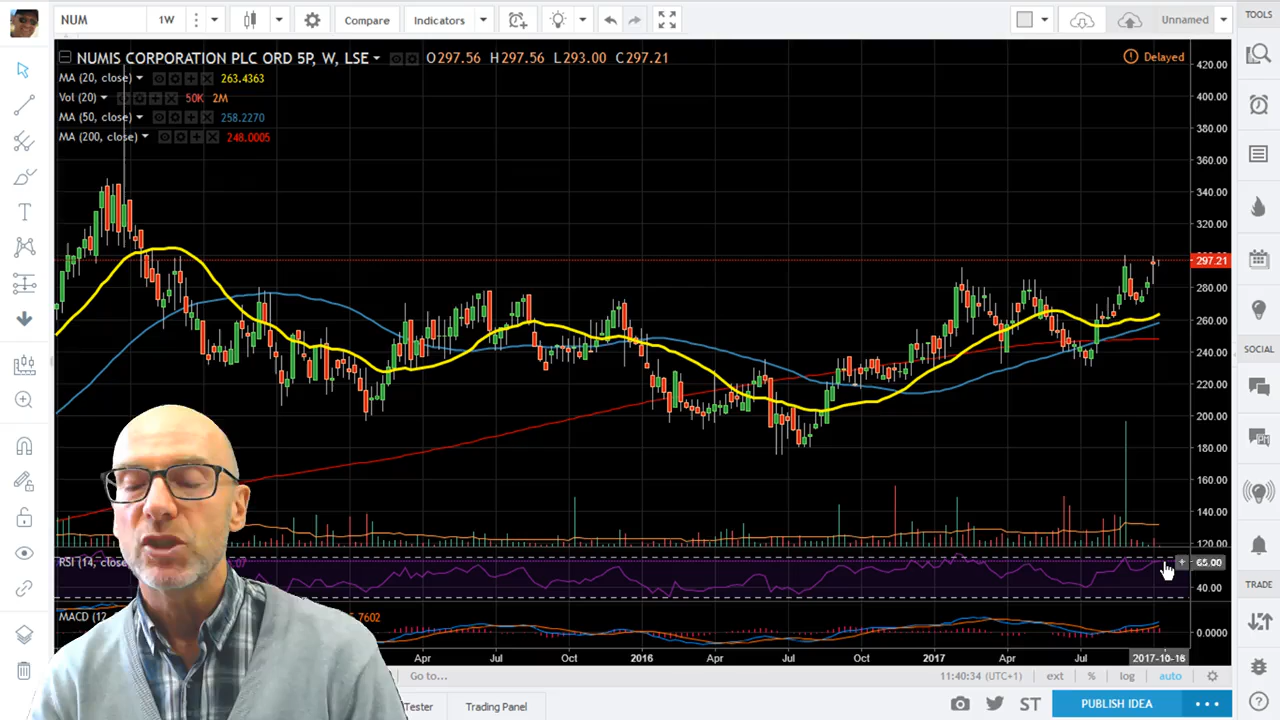 NUM 1W Compare Indicators Unnamed TOOLS
NUMIS CORPORATION PLC ORD 5P, W, LSE O297.56 H297.56 L293.00 C297.21 Delayed
MA (20, close) 263.4363
Vol (20) 50K 2M
MA (50, close) 258.2270
MA (200, close) 248.0005
420.00
400.00
380.00
360.00
340.00
320.00
297.21
280.00
260.00
240.00
220.00
200.00
180.00
160.00
140.00
120.00
RSI (14, close 65.00
40.00
MACD (12 5.7602
0.0000
Apr Jul Oct 2016 Apr Jul Oct 2017 Apr Jul 2017-10-16
Go to... 11:40:34 (UTC+1) ext % log auto
Tester Trading Panel ST PUBLISH IDEA
SOCIAL
TRADE